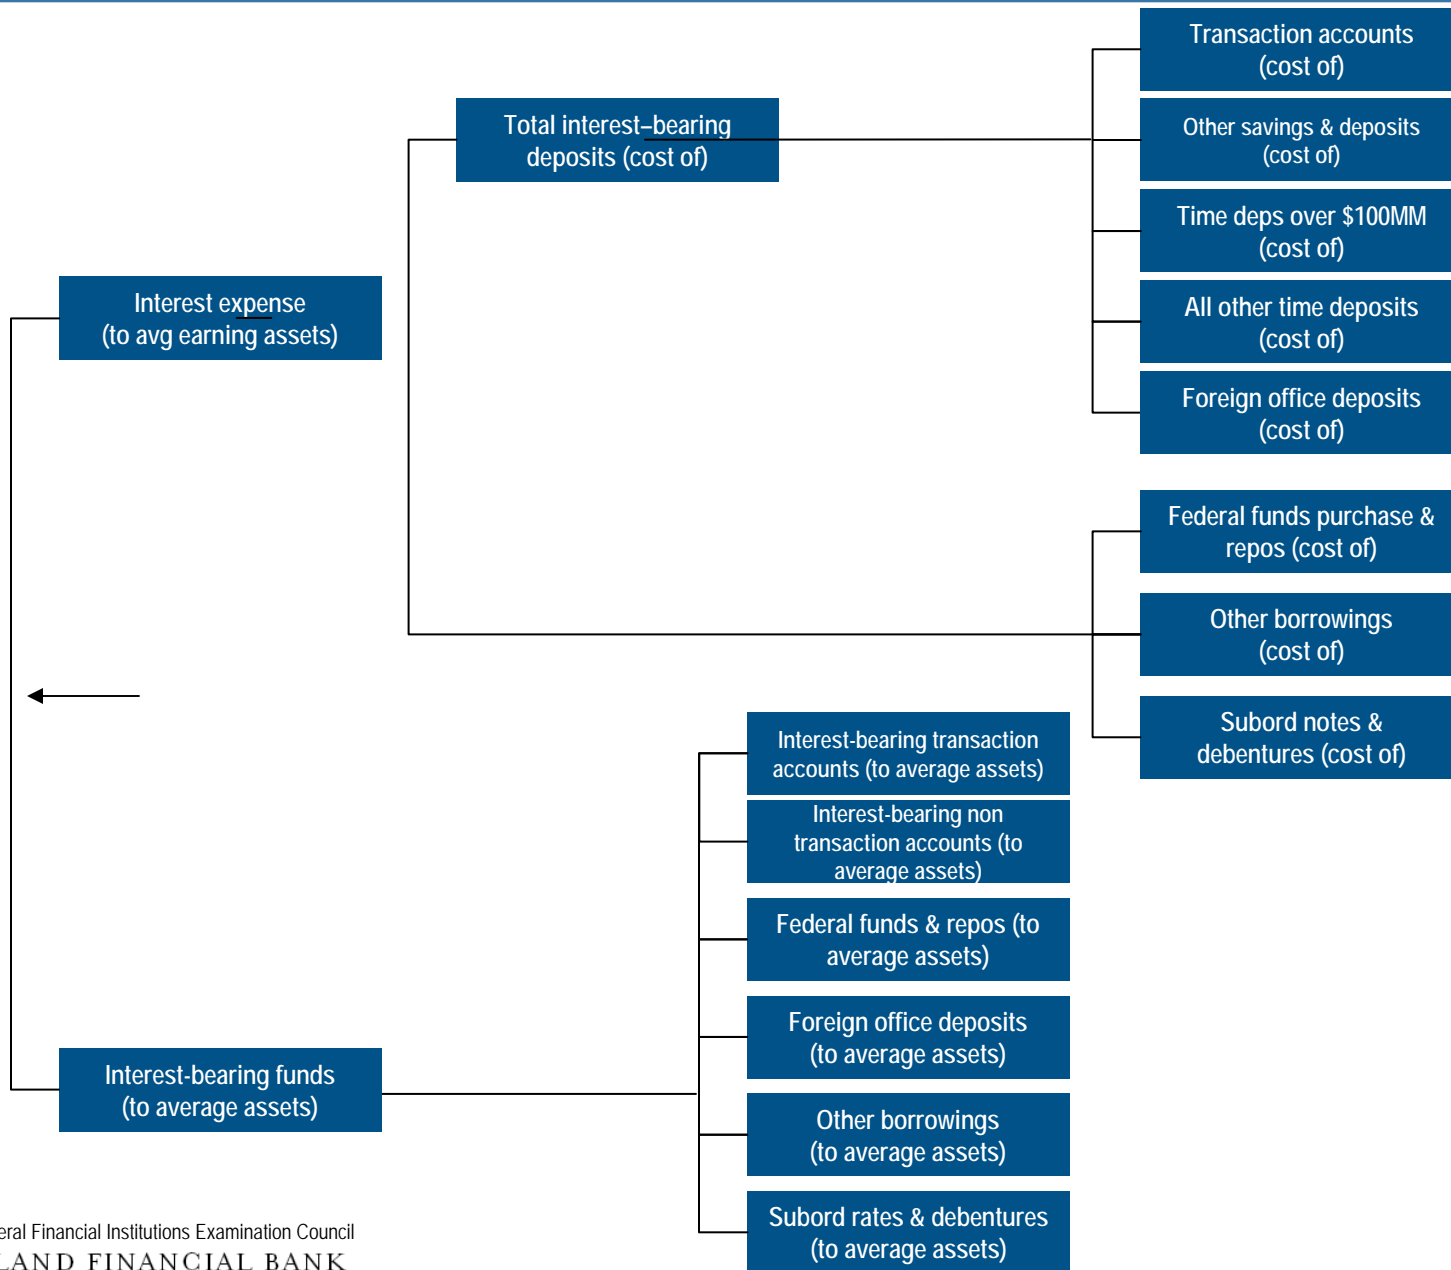 Transaction accounts
(cost of)
Total interest–bearing
deposits (cost of)
Other savings & deposits
(cost of)
Time deps over $100MM
(cost of)
Interest expense
(to avg earning assets)
All other time deposits
(cost of)
Foreign office deposits
(cost of)
Federal funds purchase &
repos (cost of)
Other borrowings
(cost of)
Subord notes &
debentures (cost of)
Interest-bearing transaction
accounts (to average assets)
Interest-bearing non
transaction accounts (to
average assets)
Federal funds & repos (to
average assets)
Foreign office deposits
(to average assets)
Interest-bearing funds
(to average assets)
Other borrowings
(to average assets)
Subord rates & debentures
(to average assets)
eral Financial Institutions Examination Council
LAND FINANCIAL BANK